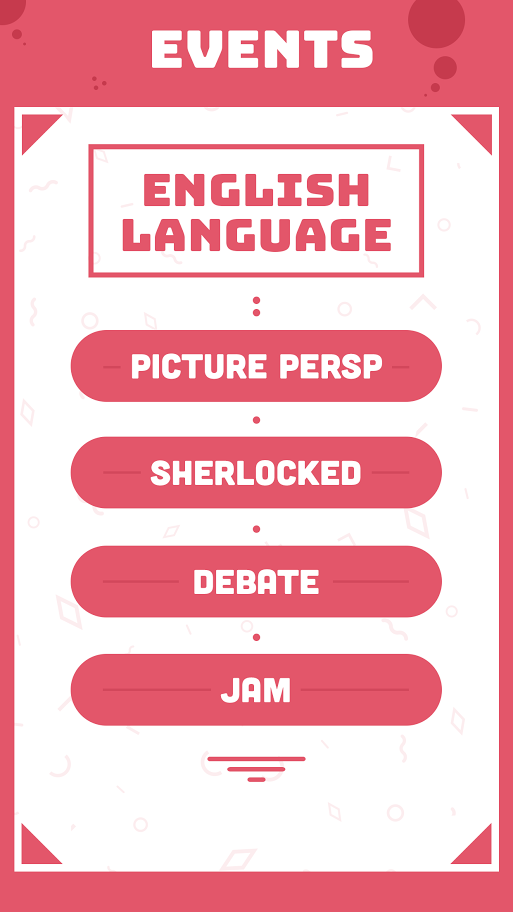 EVENTS
ENGLISH
LANGUAGE
PICTURE PERSP
SHERLOCKED
DEBATE
JAM